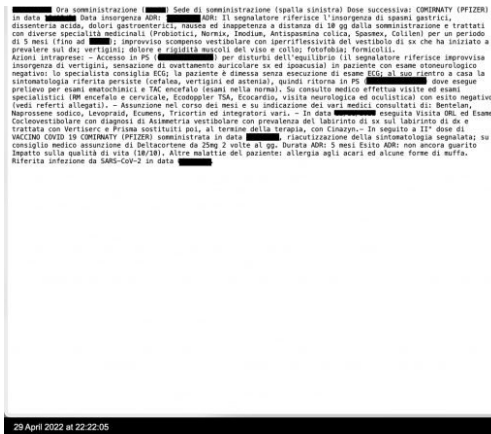 Ora somministrazione ( ) Sede di somministrazione (spalla sinistra) Dose successiva: COMIRNATY (PFIZER)
in data Data insorgenza ADR: ADR: Il segnalatore riferisce l'insorgenza di spasmi gastrici,
dissenteria acida, dolori gastroenterici, nausea ed inappetenza a distanza di 10 gg dalla somministrazione e trattati
con diverse specialità medicinali (Probiotici, Normix, Imodium, Antispasmina colica, Spasmex, Colilen) per un periodo
di 5 mesi (fino ad ); improvviso scompenso vestibolare con iperriflessività del vestibolo di sx che ha iniziato a
prevalere sul dx; vertigini; dolore e rigidità muscoli del viso e collo; fotofobia; formicolii.
Azioni intraprese: - Accesso in PS ( ) per disturbi dell'equilibrio (il segnalatore riferisce improvvisa
insorgenza di vertigini, sensazione di ovattamento auricolare sx ed ipoacusia) in paziente con esame otoneurologico
negativo: lo specialista consiglia ECG; la paziente è dimessa senza esecuzione di esame ECG; al suo rientro a casa la
sintomatologia riferita persiste (cefalea, vertigini ed astenia), quindi ritorna in PS ( dove esegue
prelievo per esami ematochimici e TAC encefalo (esami nella norma). Su consulto medico effettua visite ed esami
specialistici (RM encefalo e cervicale, Ecodoppler TSA, Ecocardio, visita neurologica ed oculistica) con esito negativo
(vedi referti allegati). - Assunzione nel corso dei mesi e su indicazione dei vari medici consultati di: Bentelan,
Naprossene sodico, Levopraid, Ecumens, Tricortin ed integratori vari. - In data eseguita Visita ORL ed Esame
Cocleovestibolare con diagnosi di Asimmetria vestibolare con prevalenza del labirinto di sx sul labirinto di dx e
trattata con Vertiserc e Prisma sostituiti poi, al termine della terapia, con Cinazyn.- In seguito a II° dose di
VACCINO COVID 19 COMIRNATY (PFIZER) somministrata in data , riacutizzazione della sintomatologia segnalata; su
consiglio medico assunzione di Deltacortene da 25mg 2 volte al gg. Durata ADR: 5 mesi Esito ADR: non ancora guarito
Impatto sulla qualità di vita (10/10). Altre malattie del paziente: allergia agli acari ed alcune forme di muffa.
Riferita infezione da SARS-CoV-2 in data
29 April 2022 at 22:22:05